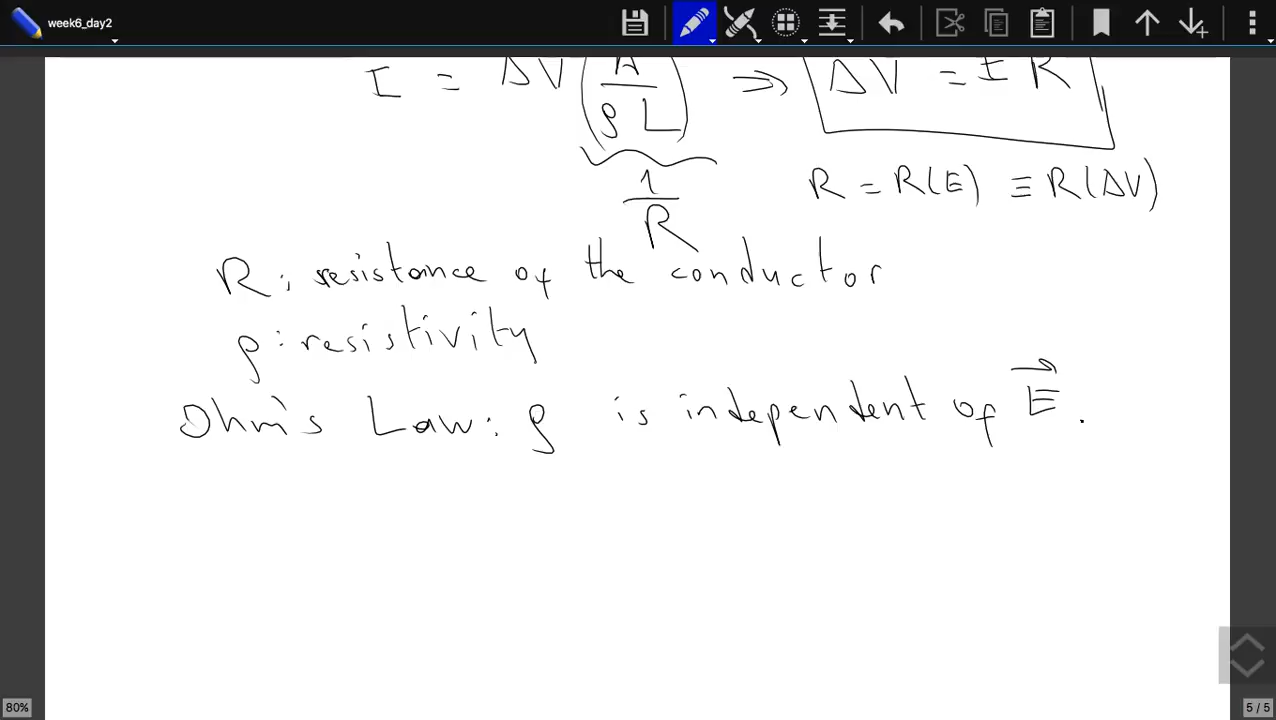 week6_day2
I = ΔV (A / ρL) ⇒ ΔV = I R
1 / R
R = R(E) ≡ R(ΔV)
R: resistance of the conductor
ρ: resistivity
Ohm's Law: ρ is independent of E⃗.
80%
5 / 5